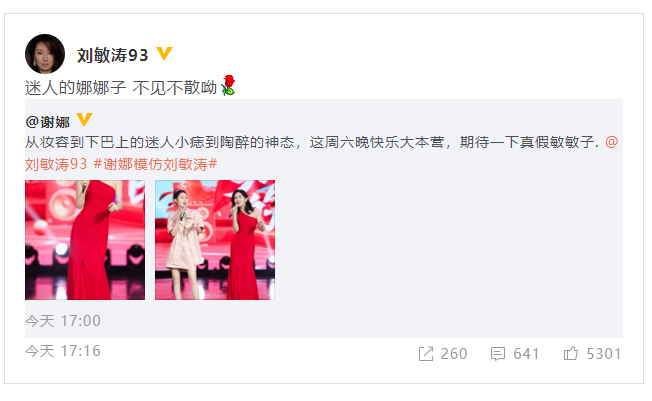 刘敏涛93
迷人的娜娜子 不见不散呦🌹
@谢娜
从妆容到下巴上的迷人小痣到陶醉的神态，这周六晚快乐大本营，期待一下真假敏敏子. @
刘敏涛93 #谢娜模仿刘敏涛#
今天 17:00
今天 17:16
260 641 5301